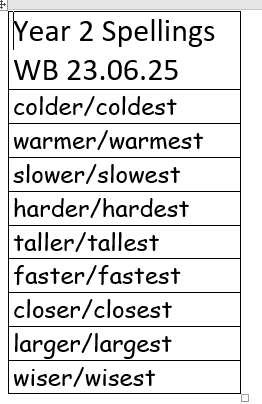 Year 2 Spellings
WB 23.06.25
colder/coldest
warmer/warmest
slower/slowest
harder/hardest
taller/tallest
faster/fastest
closer/closest
larger/largest
wiser/wisest